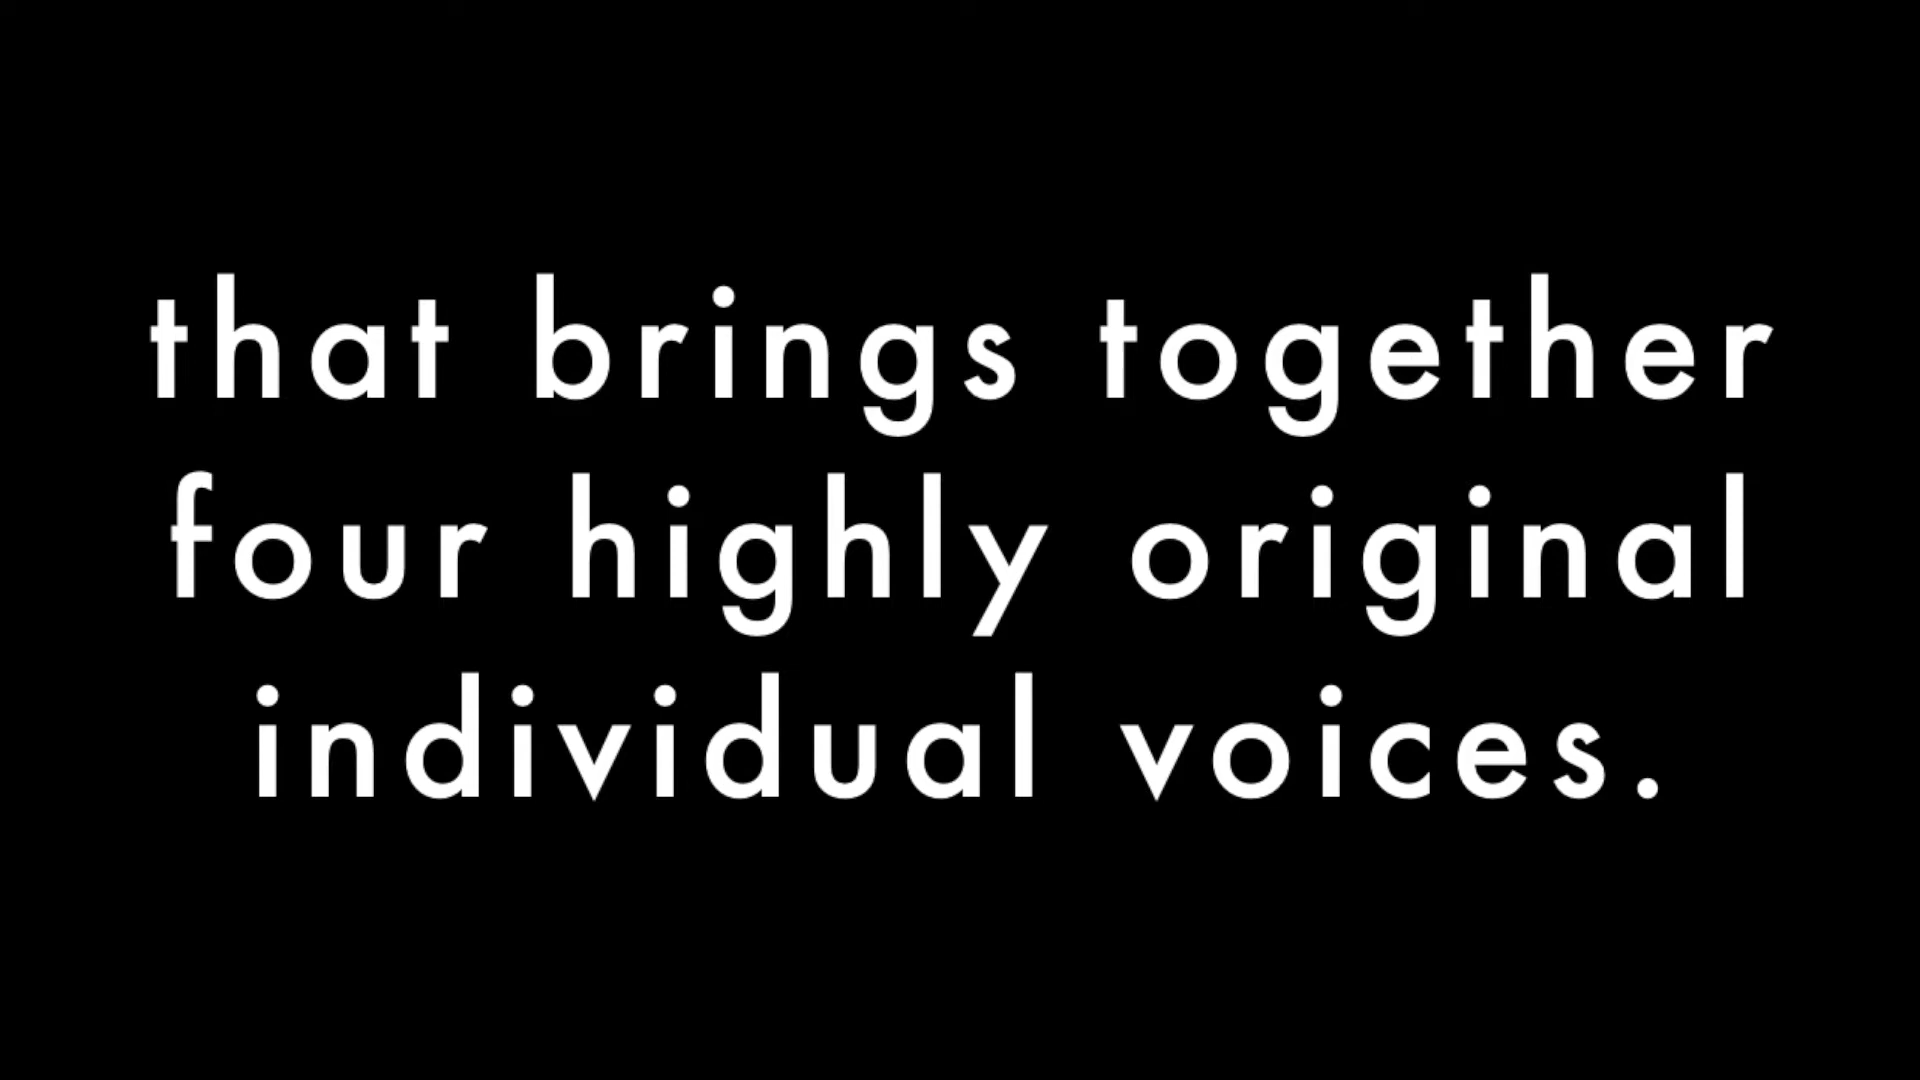 that brings together
four highly original
individual voices.